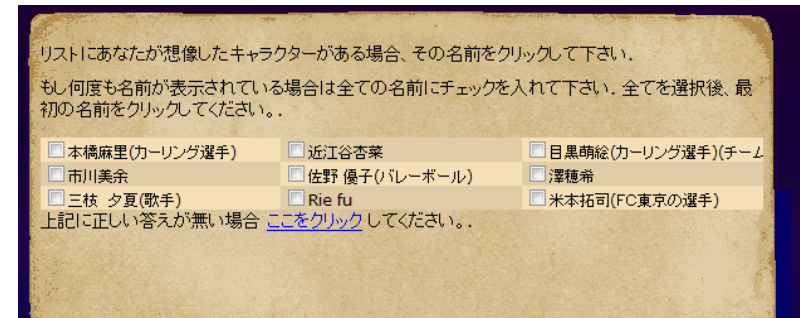 リストにあなたが想像したキャラクターがある場合、その名前をクリックして下さい.
もし何度も名前が表示されている場合は全ての名前にチェックを入れて下さい. 全てを選択後、最
初の名前をクリックしてください。.
本橋麻里(カーリング選手) 近江谷杏菜 目黒萌絵(カーリング選手)(チーム
市川美余 佐野 優子(バレーボール) 澤穂希
三枝 夕夏(歌手) Rie fu 米本拓司(FC東京の選手)
上記に正しい答えが無い場合 ここをクリック してください。.